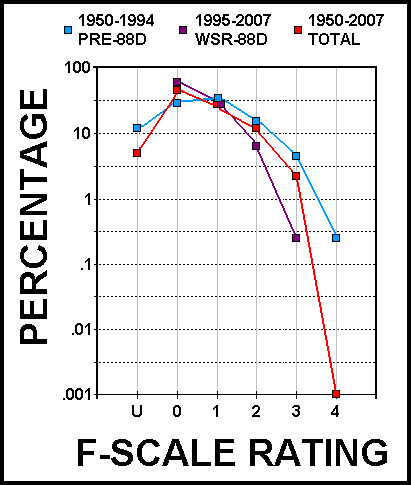 1950-1994 1995-2007 1950-2007
PRE-88D WSR-88D TOTAL
PERCENTAGE
100
10
1
.1
.01
.001
U 0 1 2 3 4
F-SCALE RATING